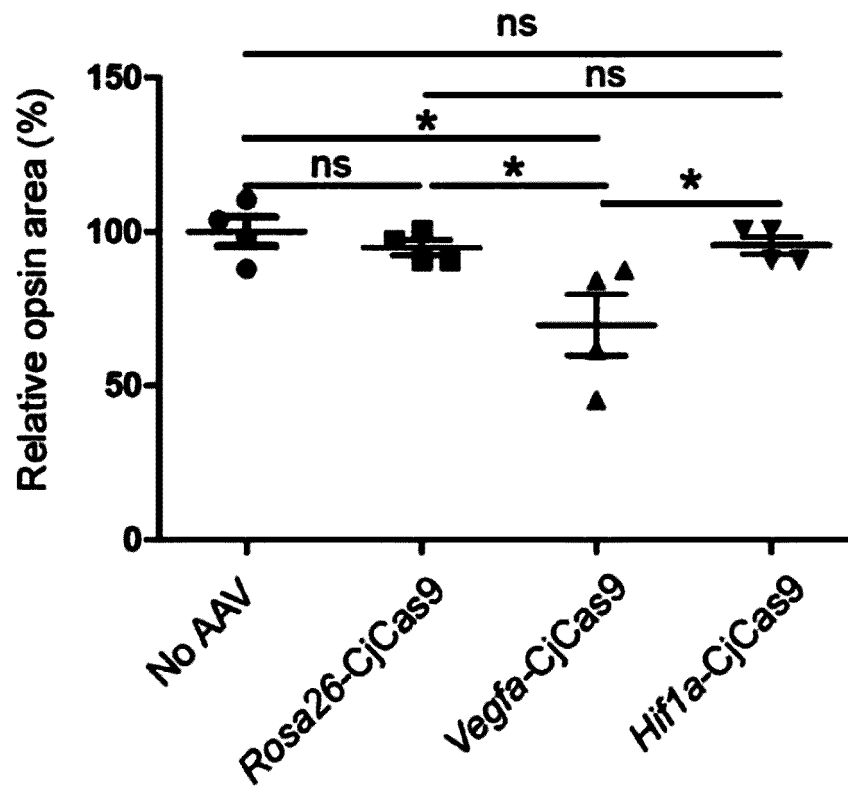 ns
ns
*
ns
*
*
150
100
50
0
Relative opsin area (%)
No AAV
Rosa26-CjCas9
Vegfa-CjCas9
Hif1a-CjCas9